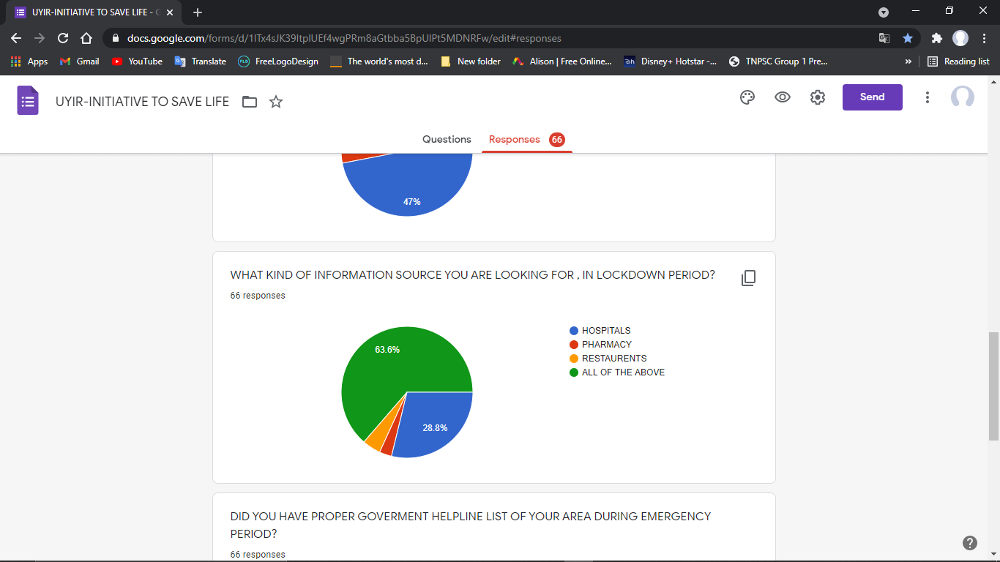 UYIR-INITIATIVE TO SAVE LIFE - G
docs.google.com/forms/d/1ITx4sJK39ItpIUEf4wgPRm8aGtbba5BpUIPt5MDNRFw/edit#responses
Apps Gmail YouTube Translate FreeLogoDesign The world's most d... New folder Alison | Free Online... Disney+ Hotstar -... TNPSC Group 1 Pre... » Reading list
UYIR-INITIATIVE TO SAVE LIFE
Send
Questions Responses 66
47%
WHAT KIND OF INFORMATION SOURCE YOU ARE LOOKING FOR , IN LOCKDOWN PERIOD?
66 responses
63.6%
28.8%
HOSPITALS
PHARMACY
RESTAURENTS
ALL OF THE ABOVE
DID YOU HAVE PROPER GOVERMENT HELPLINE LIST OF YOUR AREA DURING EMERGENCY
PERIOD?
66 responses